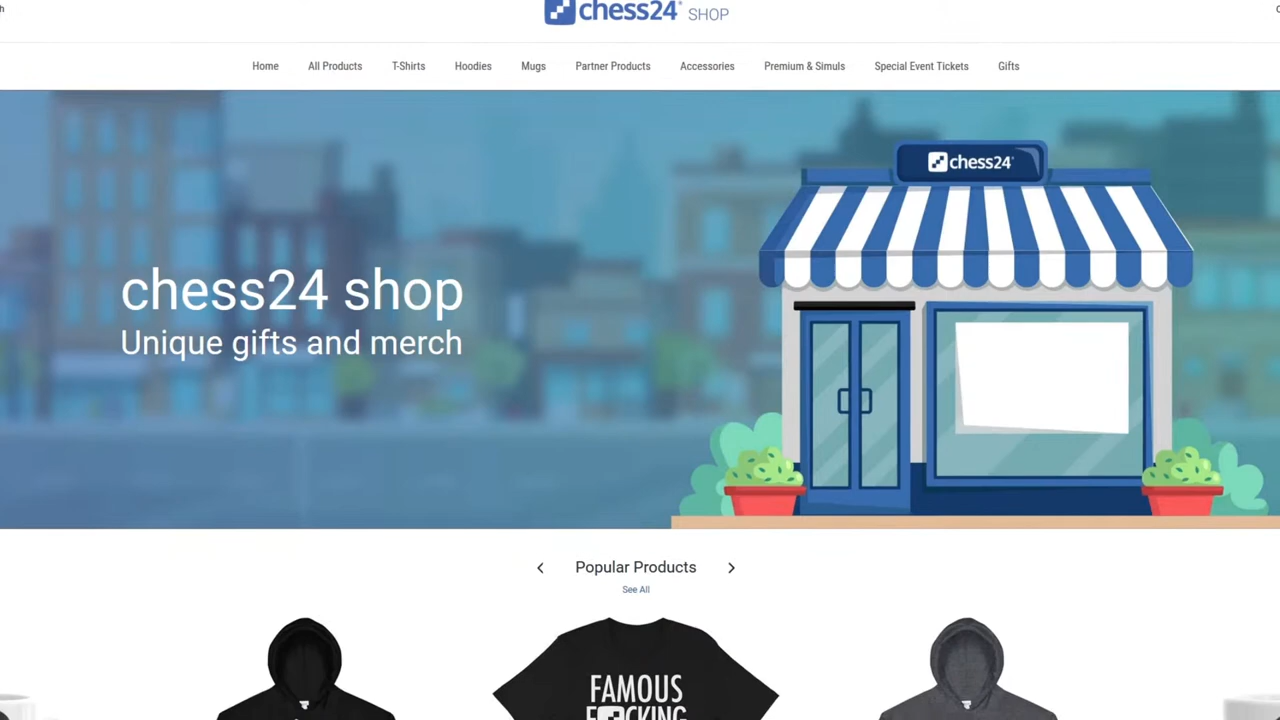 h
chess24 SHOP
Home All Products T-Shirts Hoodies Mugs Partner Products Accessories Premium & Simuls Special Event Tickets Gifts
chess24
chess24 shop
Unique gifts and merch
Popular Products
See All
FAMOUS